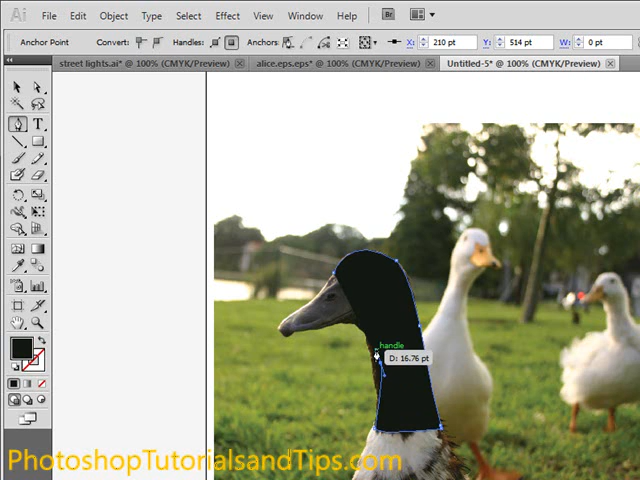 Ai File Edit Object Type Select Effect View Window Help Br
Anchor Point Convert: Handles: Anchors: X: 210 pt Y: 514 pt W: 0 pt
street lights.ai* @ 100% (CMYK/Preview) alice.eps.eps* @ 100% (CMYK/Preview) Untitled-5* @ 100% (CMYK/Preview)
T
handle
D: 16.76 pt
PhotoshopTutorialsandTips.com